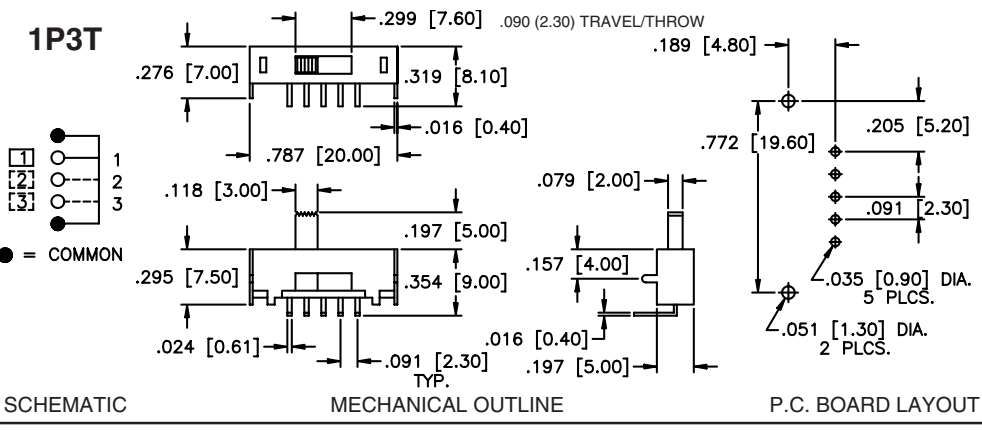 1P3T
.299 [7.60]
.090 (2.30) TRAVEL/THROW
.276 [7.00]
.319 [8.10]
.016 [0.40]
.787 [20.00]
1 1
2 2
3 3
● = COMMON
.118 [3.00]
.197 [5.00]
.295 [7.50]
.354 [9.00]
.024 [0.61]
.091 [2.30]
TYP.
.079 [2.00]
.157 [4.00]
.016 [0.40]
.197 [5.00]
.189 [4.80]
.205 [5.20]
.772 [19.60]
.091 [2.30]
.035 [0.90] DIA.
5 PLCS.
.051 [1.30] DIA.
2 PLCS.
SCHEMATIC
MECHANICAL OUTLINE
P.C. BOARD LAYOUT